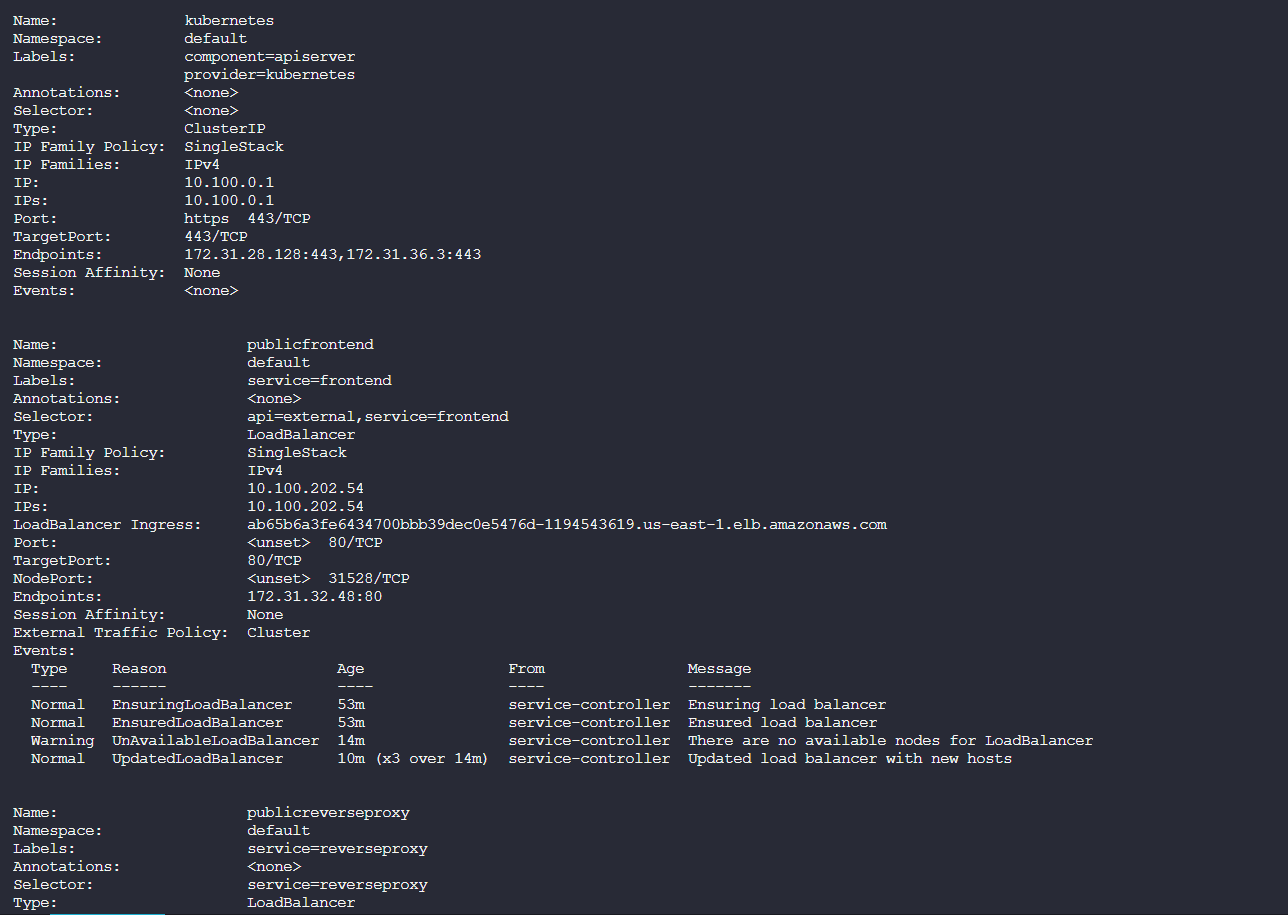 Name:              kubernetes
Namespace:         default
Labels:            component=apiserver
                   provider=kubernetes
Annotations:       <none>
Selector:          <none>
Type:              ClusterIP
IP Family Policy:  SingleStack
IP Families:       IPv4
IP:                10.100.0.1
IPs:               10.100.0.1
Port:              https  443/TCP
TargetPort:        443/TCP
Endpoints:         172.31.28.128:443,172.31.36.3:443
Session Affinity:  None
Events:            <none>
Name:                     publicfrontend
Namespace:                default
Labels:                   service=frontend
Annotations:              <none>
Selector:                 api=external,service=frontend
Type:                     LoadBalancer
IP Family Policy:         SingleStack
IP Families:              IPv4
IP:                       10.100.202.54
IPs:                      10.100.202.54
LoadBalancer Ingress:     ab65b6a3fe6434700bbb39dec0e5476d-1194543619.us-east-1.elb.amazonaws.com
Port:                     <unset>  80/TCP
TargetPort:               80/TCP
NodePort:                 <unset>  31528/TCP
Endpoints:                172.31.32.48:80
Session Affinity:         None
External Traffic Policy:  Cluster
Events:
  Type     Reason                   Age                  From                Message
  ----     ------                   ----                 ----                -------
  Normal   EnsuringLoadBalancer     53m                  service-controller  Ensuring load balancer
  Normal   EnsuredLoadBalancer      53m                  service-controller  Ensured load balancer
  Warning  UnAvailableLoadBalancer  14m                  service-controller  There are no available nodes for LoadBalancer
  Normal   UpdatedLoadBalancer      10m (x3 over 14m)    service-controller  Updated load balancer with new hosts
Name:                     publicreverseproxy
Namespace:                default
Labels:                   service=reverseproxy
Annotations:              <none>
Selector:                 service=reverseproxy
Type:                     LoadBalancer